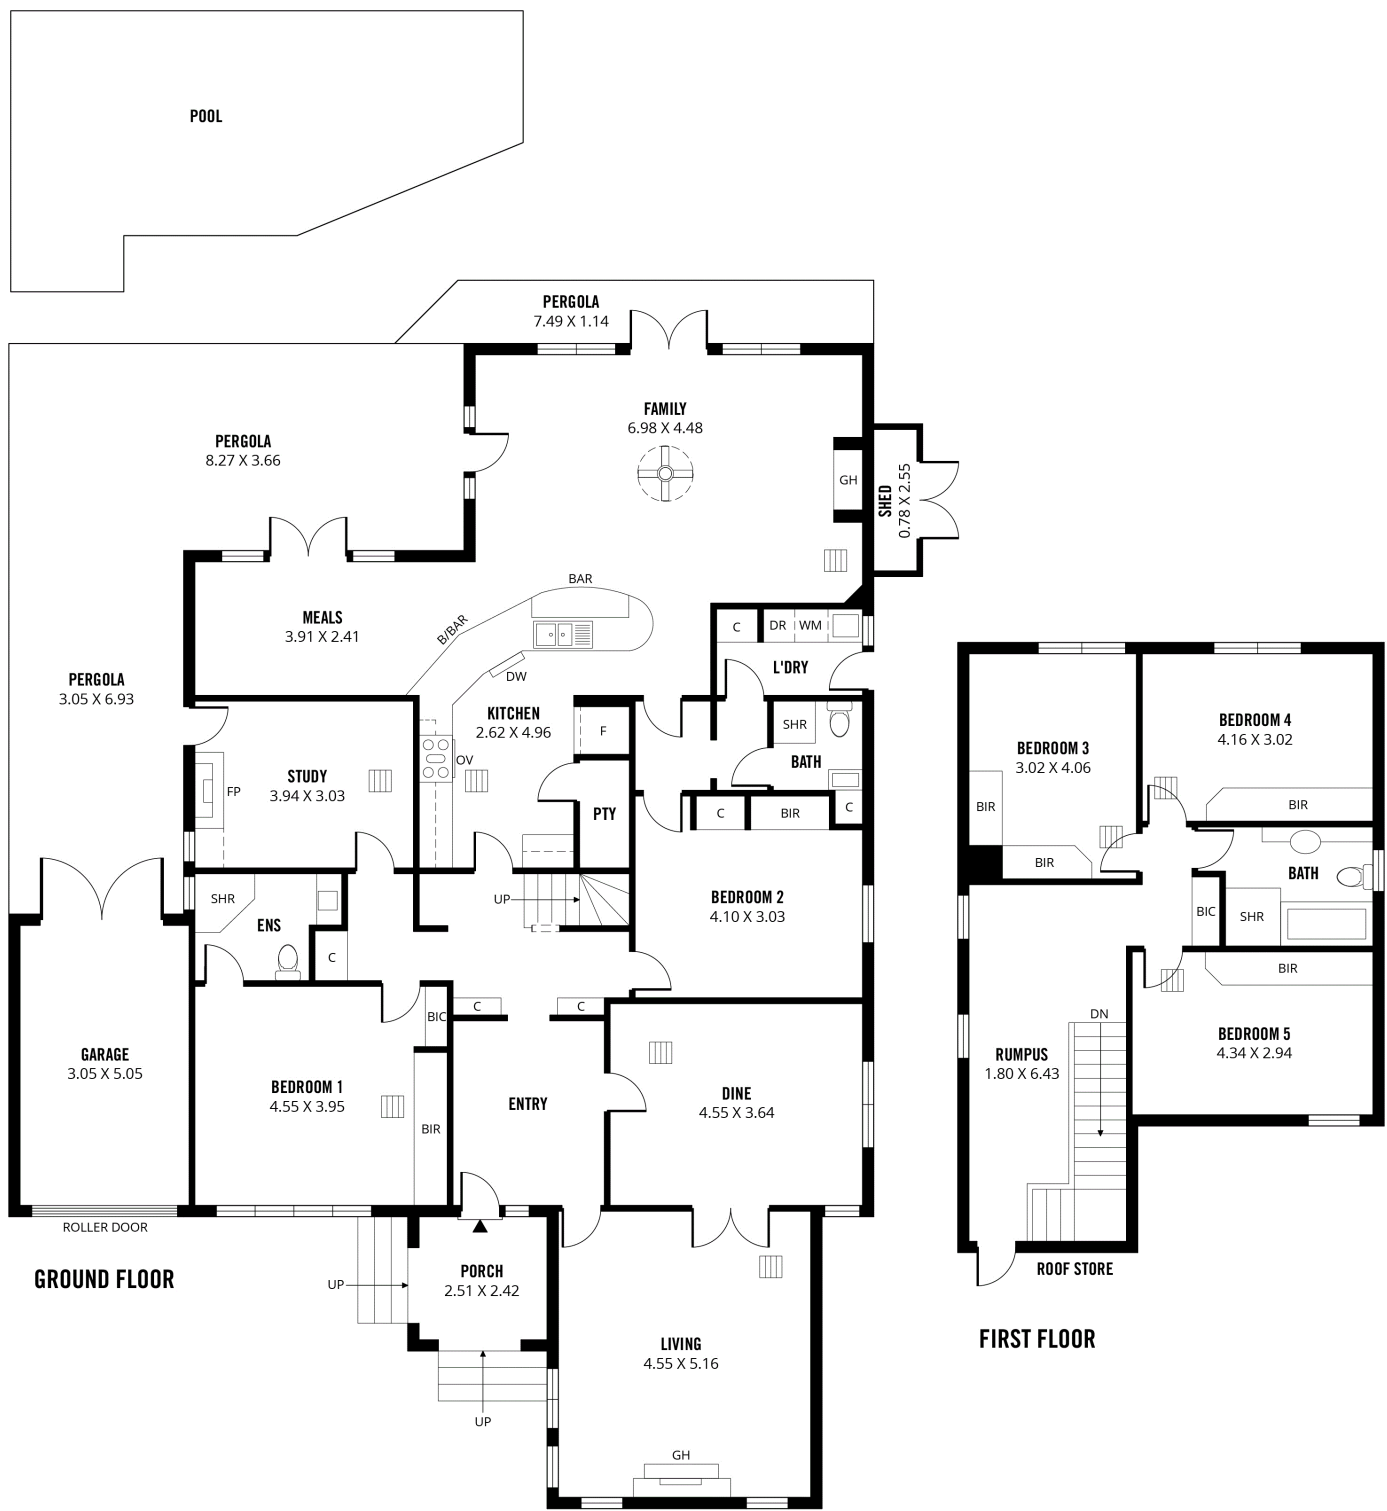 POOL
PERGOLA
7.49 X 1.14
FAMILY
6.98 X 4.48
PERGOLA
8.27 X 3.66
GH
SHED
0.78 X 2.55
BAR
B/BAR
MEALS
3.91 X 2.41
C
DR
WM
L'DRY
PERGOLA
3.05 X 6.93
DW
KITCHEN
2.62 X 4.96
F
SHR
BATH
OV
STUDY
3.94 X 3.03
FP
PTY
C
BIR
C
SHR
ENS
UP
BEDROOM 2
4.10 X 3.03
C
C
C
BIC
GARAGE
3.05 X 5.05
BEDROOM 1
4.55 X 3.95
BIR
ENTRY
DINE
4.55 X 3.64
ROLLER DOOR
GROUND FLOOR
UP
PORCH
2.51 X 2.42
LIVING
4.55 X 5.16
UP
GH
BEDROOM 3
3.02 X 4.06
BEDROOM 4
4.16 X 3.02
BIR
BIR
BIR
BATH
BIC
SHR
BIR
DN
RUMPUS
1.80 X 6.43
BEDROOM 5
4.34 X 2.94
ROOF STORE
FIRST FLOOR